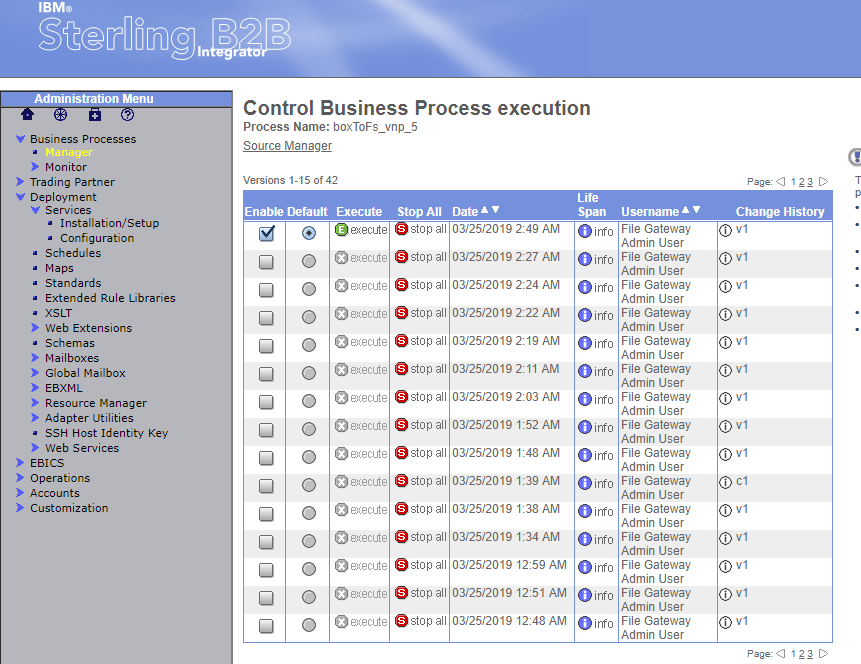 IBM®
Sterling B2B
Integrator
Administration Menu
Business Processes
Manager
Monitor
Trading Partner
Deployment
Services
Installation/Setup
Configuration
Schedules
Maps
Standards
Extended Rule Libraries
XSLT
Web Extensions
Schemas
Mailboxes
Global Mailbox
EBXML
Resource Manager
Adapter Utilities
SSH Host Identity Key
Web Services
EBICS
Operations
Accounts
Customization
Control Business Process execution
Process Name: boxToFs_vnp_5
Source Manager
Versions 1-15 of 42
Page: 1 2 3
Enable Default Execute Stop All Date Life Span Username Change History
execute stop all 03/25/2019 2:49 AM info File Gateway Admin User v1
execute stop all 03/25/2019 2:27 AM info File Gateway Admin User v1
execute stop all 03/25/2019 2:24 AM info File Gateway Admin User v1
execute stop all 03/25/2019 2:22 AM info File Gateway Admin User v1
execute stop all 03/25/2019 2:19 AM info File Gateway Admin User v1
execute stop all 03/25/2019 2:11 AM info File Gateway Admin User v1
execute stop all 03/25/2019 2:03 AM info File Gateway Admin User v1
execute stop all 03/25/2019 1:52 AM info File Gateway Admin User v1
execute stop all 03/25/2019 1:48 AM info File Gateway Admin User v1
execute stop all 03/25/2019 1:39 AM info File Gateway Admin User c1
execute stop all 03/25/2019 1:38 AM info File Gateway Admin User v1
execute stop all 03/25/2019 1:34 AM info File Gateway Admin User v1
execute stop all 03/25/2019 12:59 AM info File Gateway Admin User v1
execute stop all 03/25/2019 12:51 AM info File Gateway Admin User v1
execute stop all 03/25/2019 12:48 AM info File Gateway Admin User v1
Page: 1 2 3